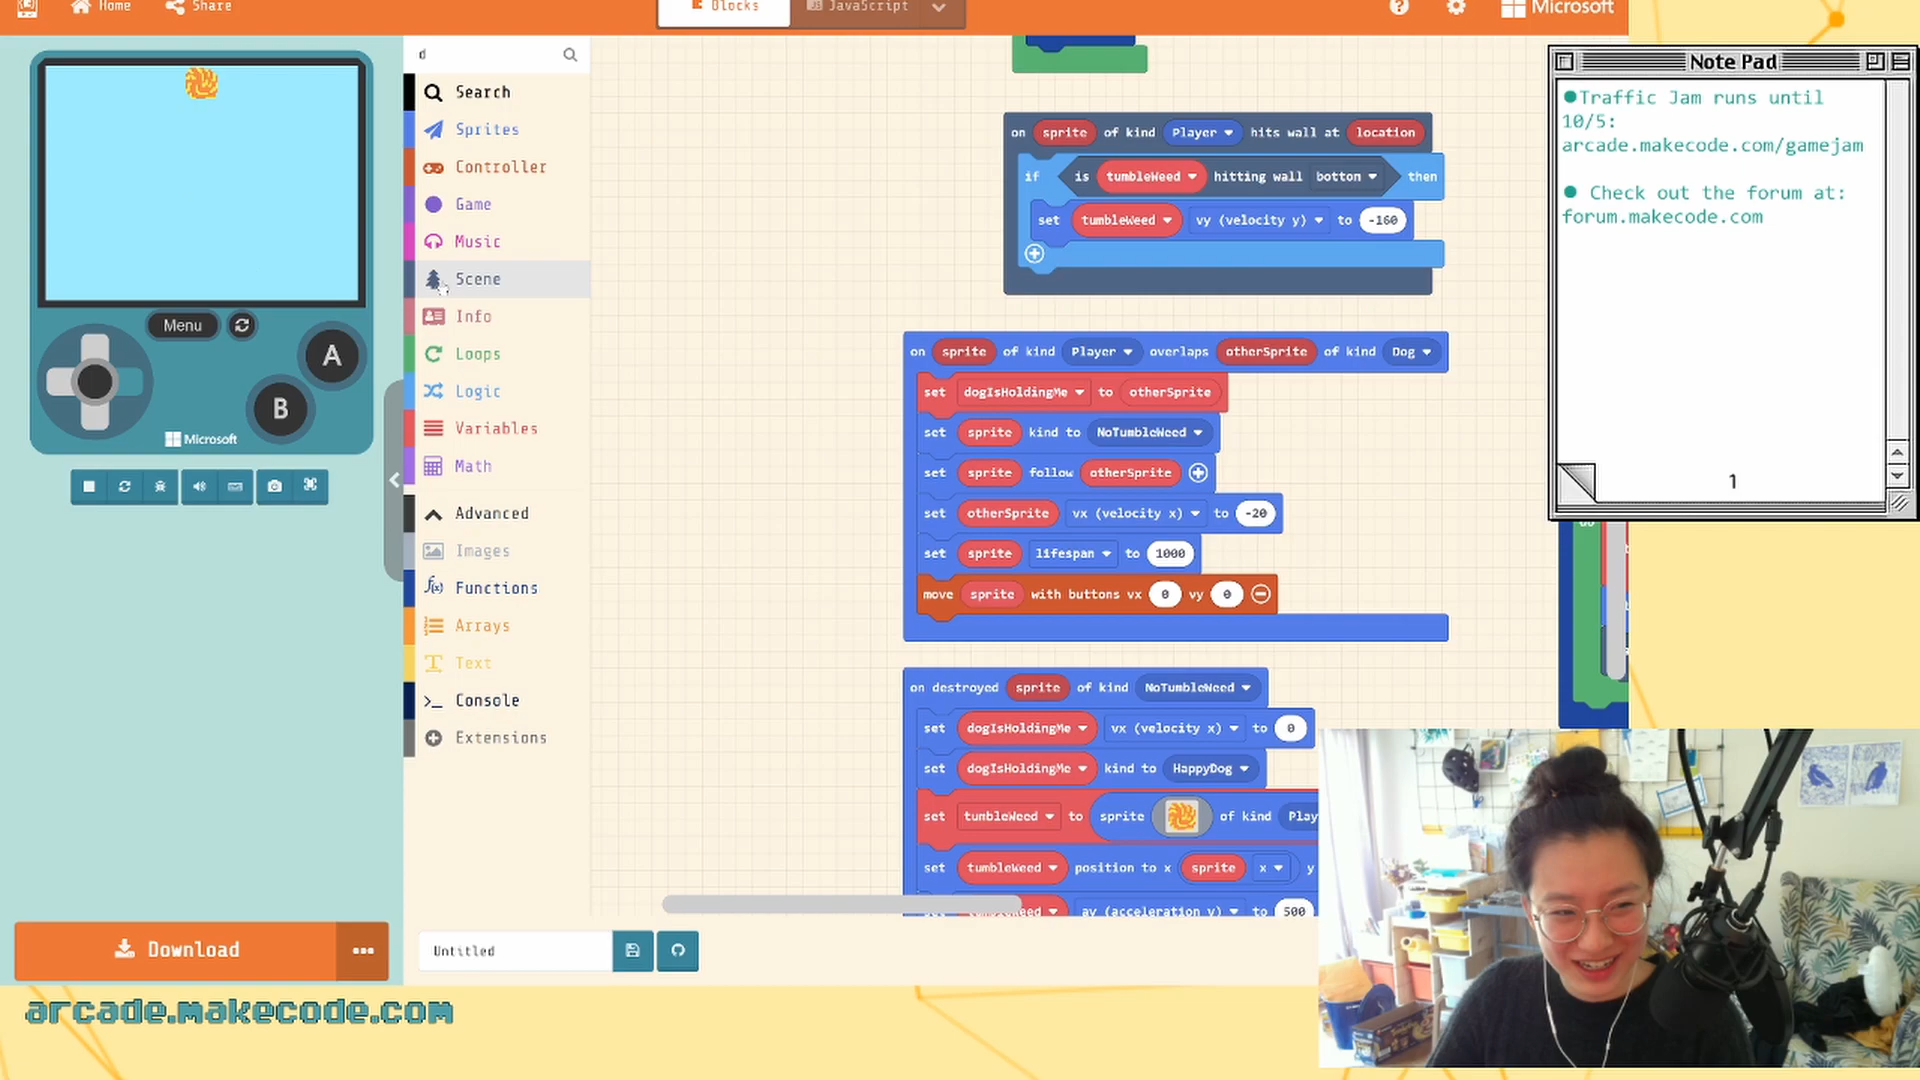 Home
Share
Blocks
JavaScript
Microsoft
Menu
A
B
Microsoft
Download
arcade.makecode.com
d
Search
Sprites
Controller
Game
Music
Scene
Info
Loops
Logic
Variables
Math
Advanced
Images
Functions
Arrays
Text
Console
Extensions
Untitled
on sprite of kind Player hits wall at location
if is tumbleWeed hitting wall botton then
set tumbleWeed vy (velocity y) to -160
on sprite of kind Player overlaps otherSprite of kind Dog
set dogIsHoldingMe to otherSprite
set sprite kind to NoTumbleWeed
set sprite follow otherSprite
set otherSprite vx (velocity x) to -20
set sprite lifespan to 1000
move sprite with buttons vx 0 vy 0
on destroyed sprite of kind NoTumbleWeed
set dogIsHoldingMe vx (velocity x) to 0
set dogIsHoldingMe kind to HappyDog
set tumbleWeed to sprite of kind Play
set tumbleWeed position to x sprite x y
ay (acceleration y) to 500
Note Pad
Traffic Jam runs until
10/5:
arcade.makecode.com/gamejam
Check out the forum at:
forum.makecode.com
1